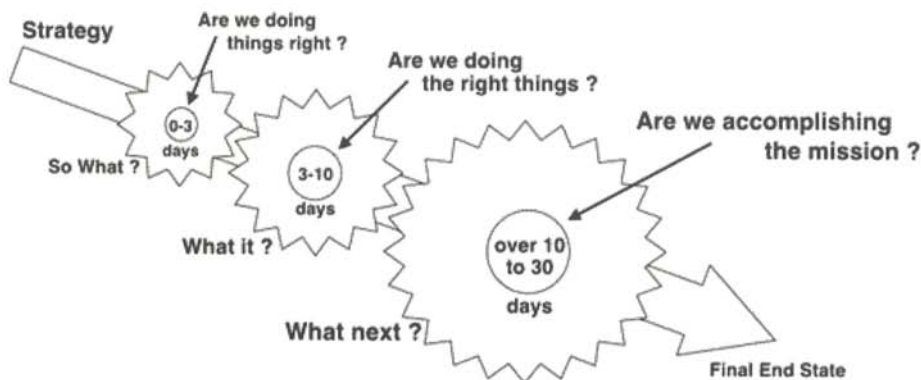 Strategy
Are we doing
things right ?
0-3
days
So What ?
Are we doing
the right things ?
3-10
days
What it ?
Are we accomplishing
the mission ?
over 10
to 30
days
What next ?
Final End State